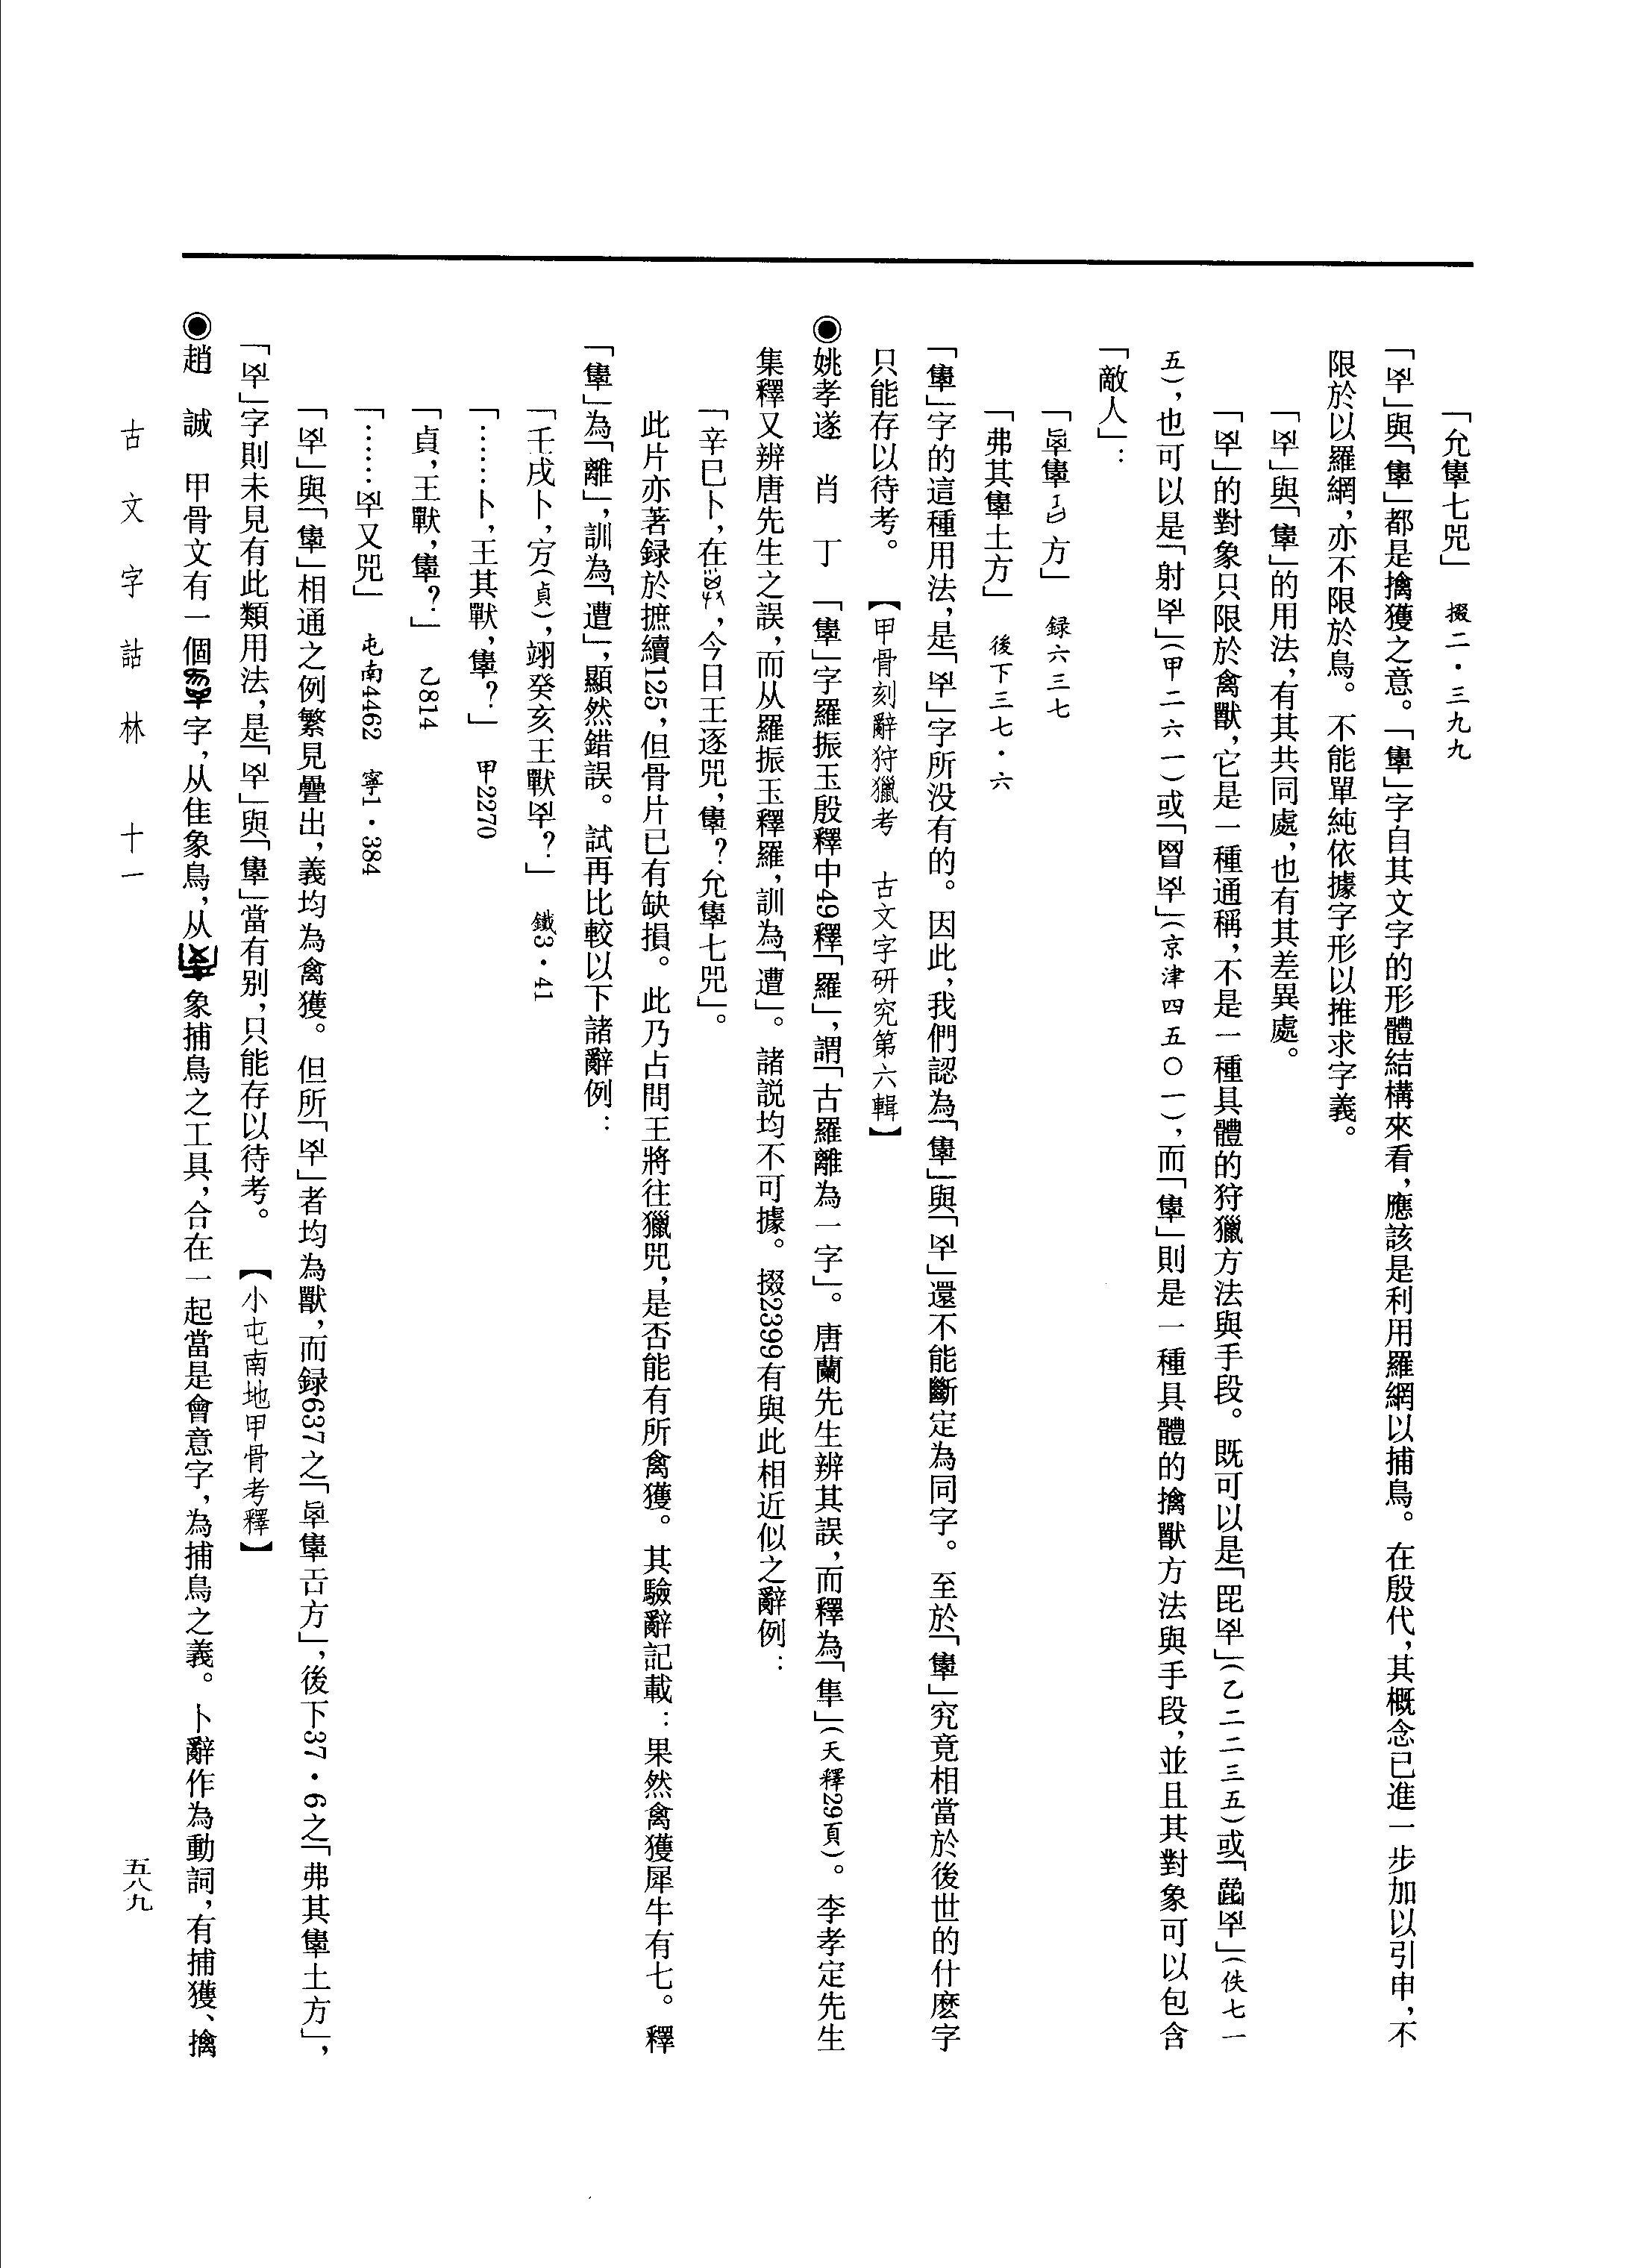 「允七兕」 掇二·三九九
「」與「」都是擒獲之意。「」字自其文字的形體結構來看,應該是利用羅網以捕鳥。在殷代,其概念已進一步加以引申,不
限於以羅網,亦不限於鳥。不能單純依據字形以推求字義。
「」與「」的用法,有其共同處,也有其差異處。
「」的對象只限於禽獸,它是一種通稱,不是一種具體的狩獵方法與手段。既可以是「」(乙二二三五)或「」(佚七一
五),也可以是「射」(甲二六一)或「」(京津四五〇一),而「」則是一種具體的擒獸方法與手段,並且其對象可以包含
「敵人」:
「方」 録六三七
「弗其土方」 後下三七·六
「」字的這種用法,是「」字所没有的。因此,我們認為「」與「」還不能斷定為同字。至於「」究竟相當於後世的什麽字
只能存以待考。 【甲骨刻辭狩獵考 古文字研究第六輯】
◉姚孝遂 肖 丁 「」字羅振玉殷釋中49釋「羅」,謂「古羅離為一字」。唐蘭先生辨其誤,而釋為「隼」(天釋29頁)。李孝定先生
集釋又辨唐先生之誤,而从羅振玉釋羅,訓為「遭」。諸説均不可據。掇2399有與此相近似之辭例:
「辛巳卜,在,今日王逐兕,?允七兕」。
此片亦著録於摭續125,但骨片已有缺損。此乃占問王將往獵兕,是否能有所禽獲。其驗辭記載:果然禽獲犀牛有七。釋
「」為「離」,訓為「遭」,顯然錯誤。試再比較以下諸辭例:
「壬戌卜,方(貞),翊癸亥王獸?」 鐵3·41
「……卜,王其獸,?」 甲2270
「貞,王獸,?」 乙814
「……又兕」 屯南4462 寧1·384
「」與「」相通之例繁見疊出,義均為禽獲。但所「」者均為獸,而録637之「方」,後下37·6之「弗其土方」,
「」字則未見有此類用法,是「」與「」當有别,只能存以待考。 【小屯南地甲骨考釋】
◉趙 誠 甲骨文有一個字,从隹象鳥,从象捕鳥之工具,合在一起當是會意字,為捕鳥之義。卜辭作為動詞,有捕獲、擒
古文字詁林 十一 五八九